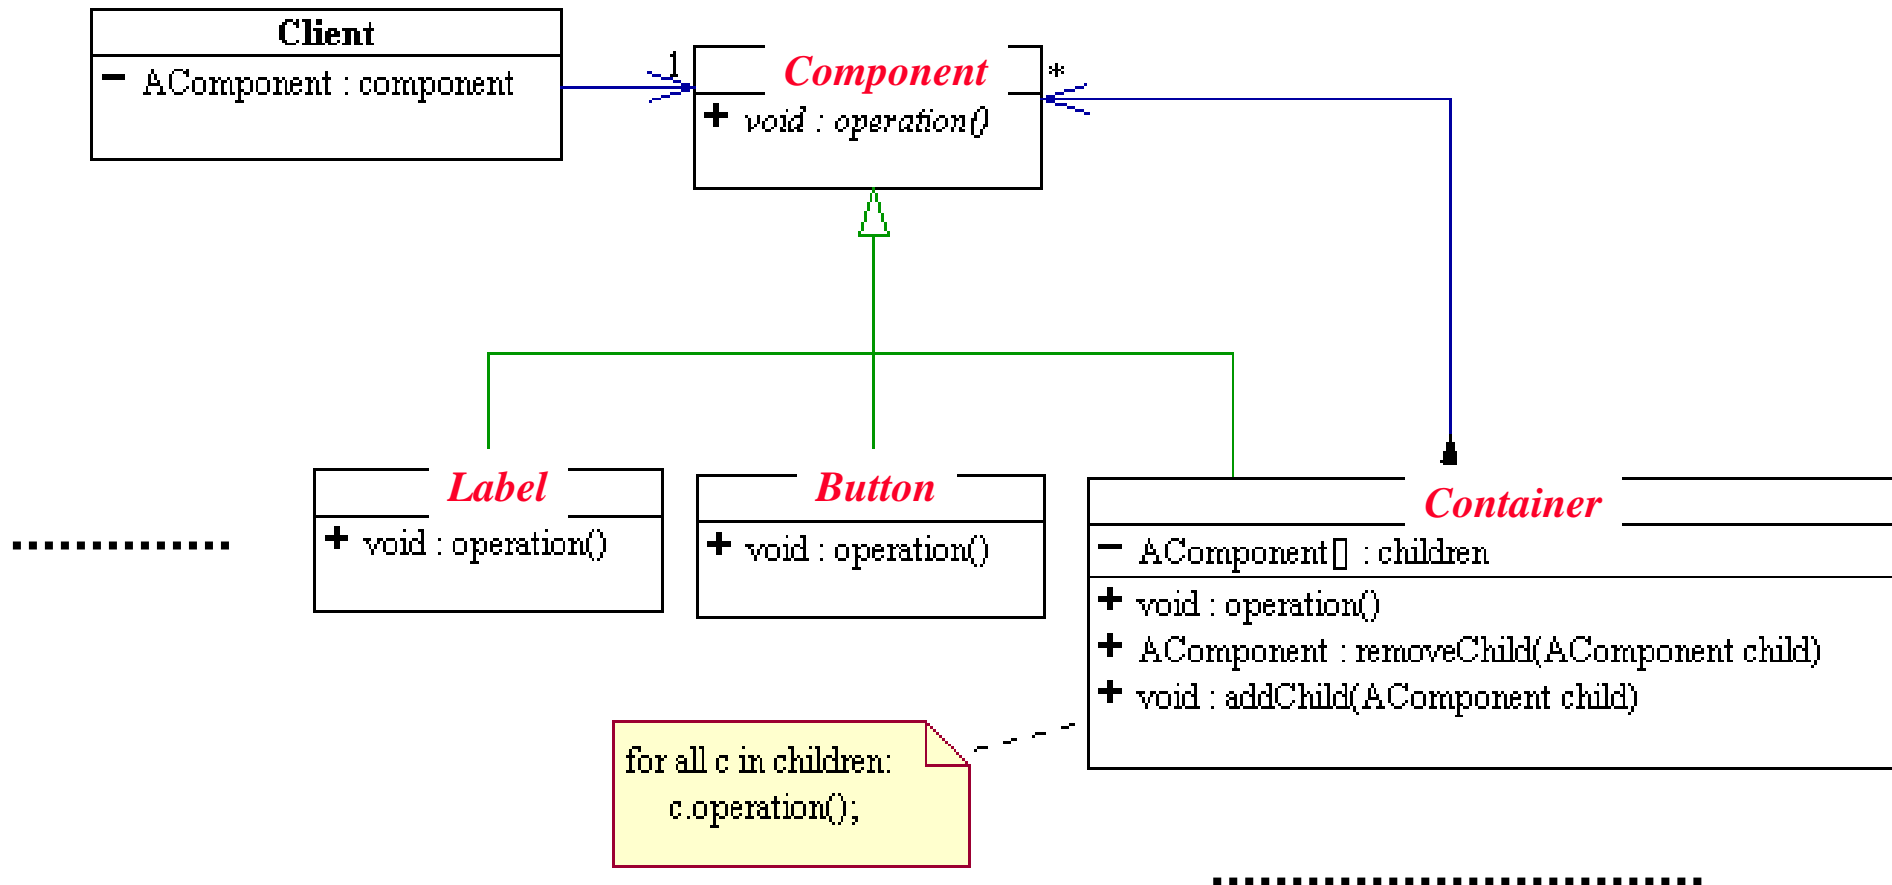 Client
− AComponent : component
1
Component
*
+ void : operation()
Label
+ void : operation()
Button
+ void : operation()
Container
− AComponent[] : children
+ void : operation()
+ AComponent : removeChild(AComponent child)
+ void : addChild(AComponent child)
for all c in children:
c.operation();